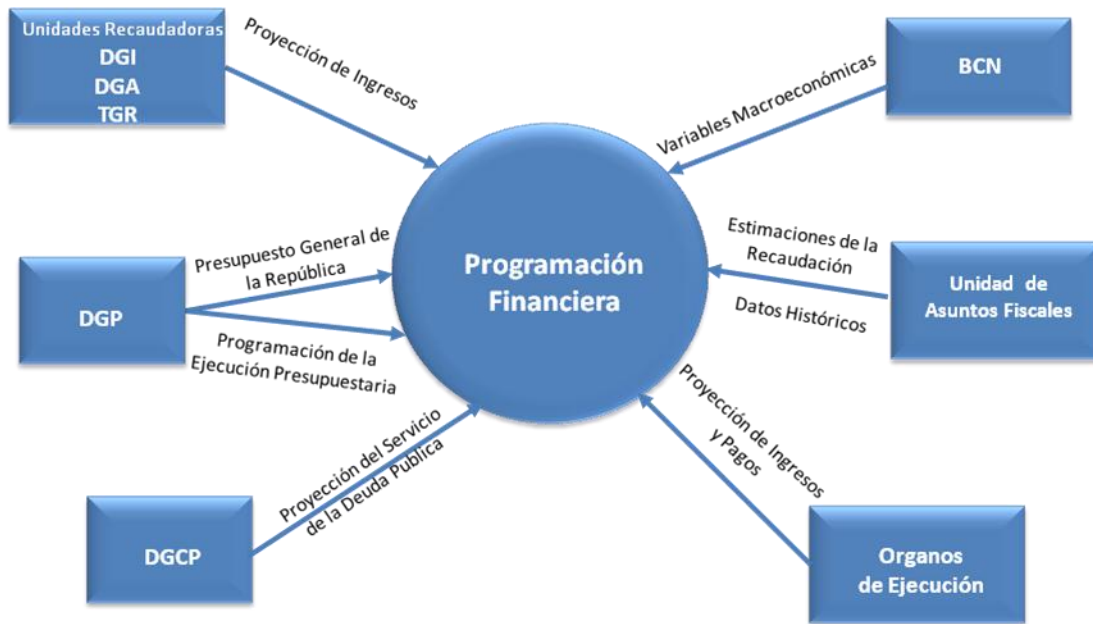 Unidades Recaudadoras
DGI
DGA
TGR
Proyección de Ingresos
BCN
Variables Macroeconómicas
Programación
Financiera
Presupuesto General de
la República
DGP
Programación de la
Ejecución Presupuestaria
Estimaciones de la
Recaudación
Datos Históricos
Unidad de
Asuntos Fiscales
Proyección del Servicio
de la Deuda Publica
DGCP
Proyección de Ingresos
y Pagos
Organos
de Ejecución